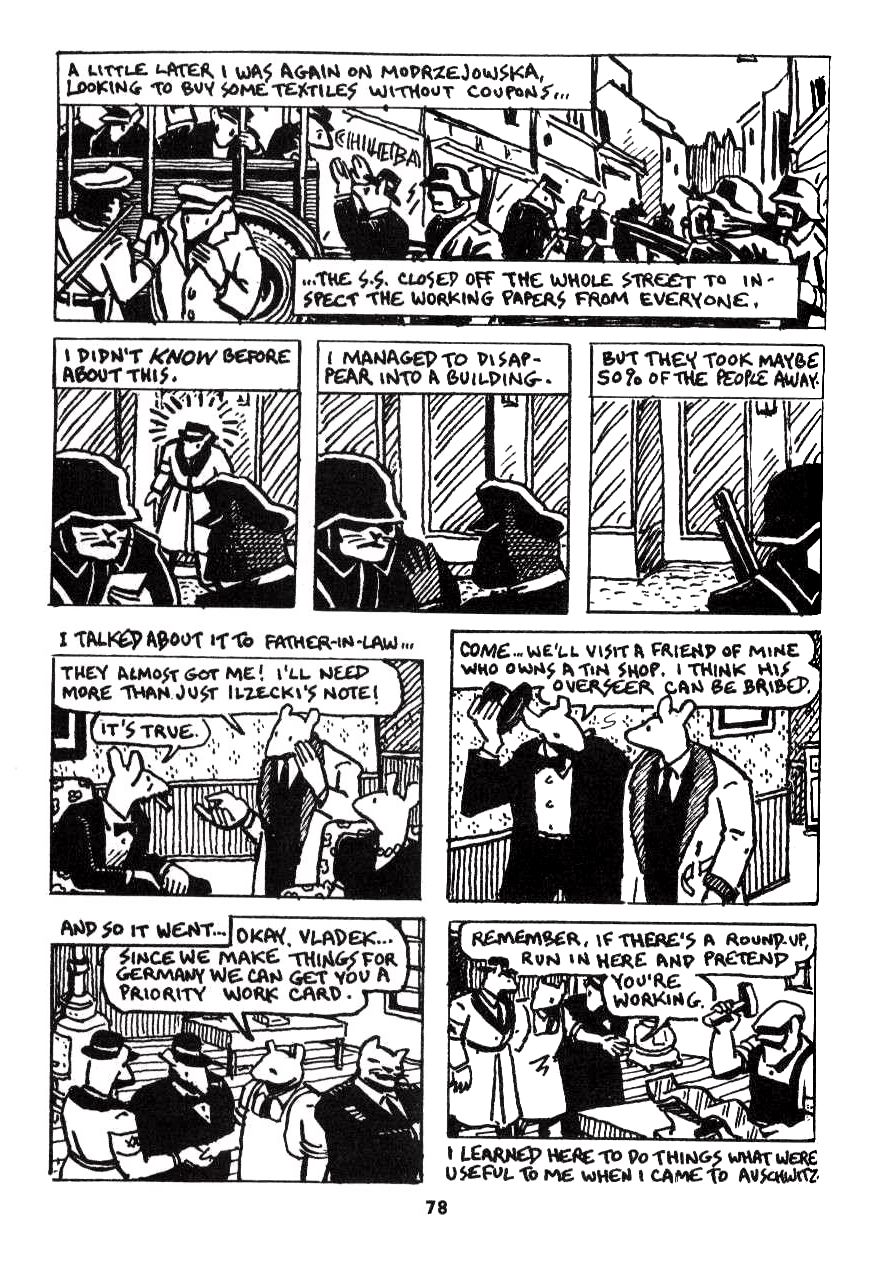 A LITTLE LATER I WAS AGAIN ON MODRZEJOWSKA,
LOOKING TO BUY SOME TEXTILES WITHOUT COUPONS...
...THE S.S. CLOSED OFF THE WHOLE STREET TO IN-
SPECT THE WORKING PAPERS FROM EVERYONE.
I DIDN'T KNOW BEFORE
ABOUT THIS.
I MANAGED TO DISAP-
PEAR INTO A BUILDING.
BUT THEY TOOK MAYBE
50% OF THE PEOPLE AWAY.
I TALKED ABOUT IT TO FATHER-IN-LAW...
THEY ALMOST GOT ME! I'LL NEED
MORE THAN JUST ILZECKI'S NOTE!
IT'S TRUE.
COME... WE'LL VISIT A FRIEND OF MINE
WHO OWNS A TIN SHOP. I THINK HIS
OVERSEER CAN BE BRIBED.
AND SO IT WENT...
OKAY, VLADEK...
SINCE WE MAKE THINGS FOR
GERMANY WE CAN GET YOU A
PRIORITY WORK CARD.
REMEMBER, IF THERE'S A ROUND-UP,
RUN IN HERE AND PRETEND
YOU'RE
WORKING.
I LEARNED HERE TO DO THINGS WHAT WERE
USEFUL TO ME WHEN I CAME TO AUSCHWITZ.
78